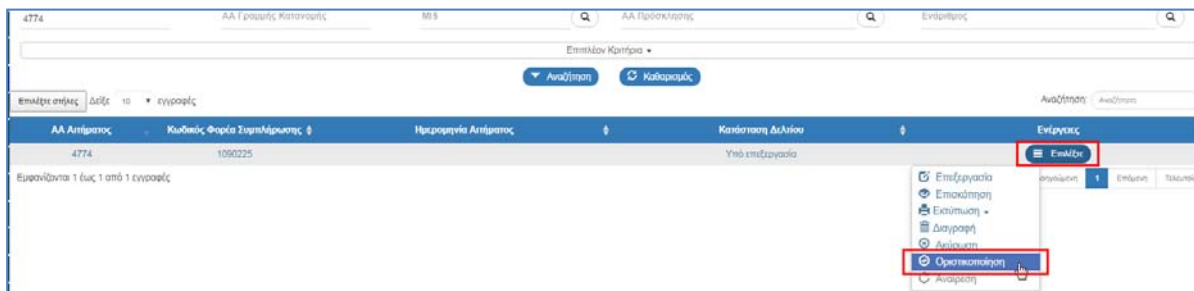 4774 ΑΑ Γραμμής Κατανομής MIS ΑΑ Πρόσκλησης Ενάριθμος
Επιπλέον Κριτήρια
Αναζήτηση Καθαρισμός
Επιλέξτε στήλες Δείξε 10 εγγραφές Αναζήτηση: Αναζήτηση
ΑΑ Αιτήματος Κωδικός Φορέα Συμπλήρωσης Ημερομηνία Αιτήματος Κατάσταση Δελτίου Ενέργειες
4774 1090225 Υπό επεξεργασία Επιλέξτε
Εμφανίζονται 1 έως 1 από 1 εγγραφές 1 Επόμενη
Επεξεργασία
Επισκόπηση
Εκτύπωση
Διαγραφή
Ακύρωση
Οριστικοποίηση
Αναίρεση